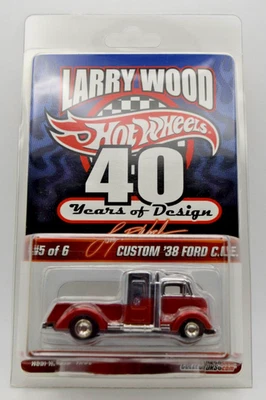 LARRY WOOD
Hot Wheels
40
Years of Design
#5 of 6
CUSTOM '38 FORD C.O.E.